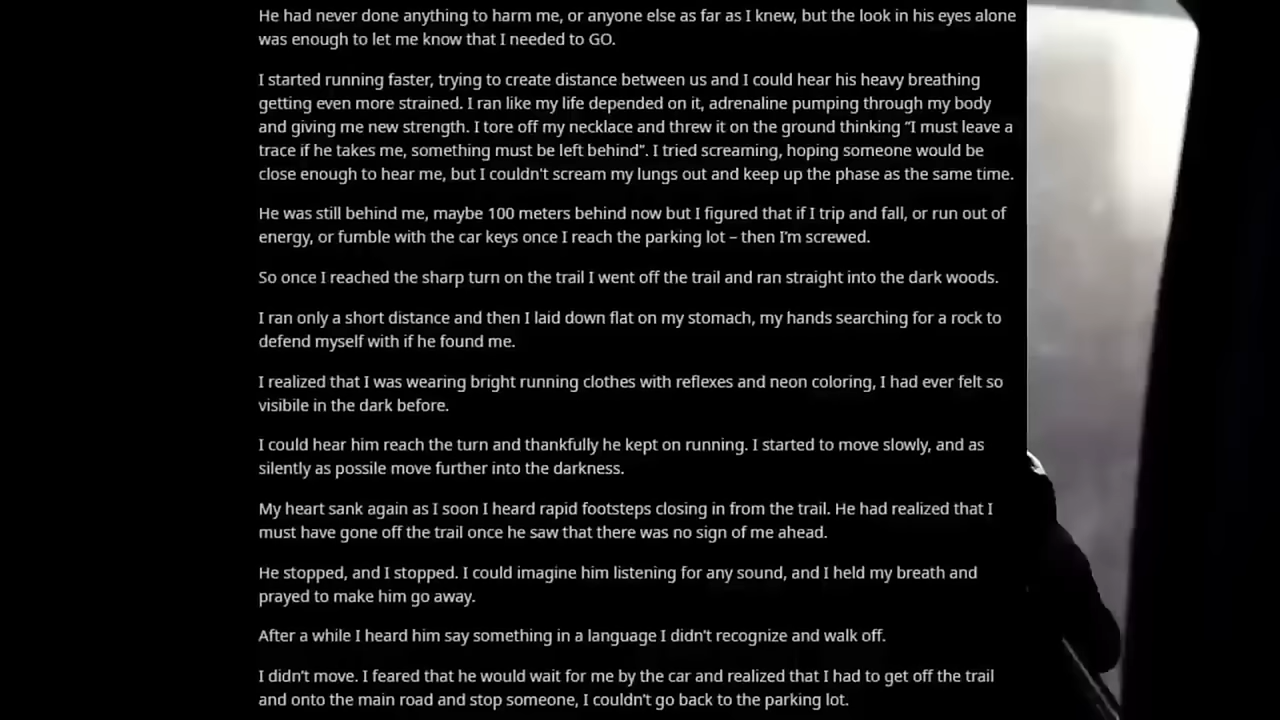 He had never done anything to harm me, or anyone else as far as I knew, but the look in his eyes alone
was enough to let me know that I needed to GO.
I started running faster, trying to create distance between us and I could hear his heavy breathing
getting even more strained. I ran like my life depended on it, adrenaline pumping through my body
and giving me new strength. I tore off my necklace and threw it on the ground thinking “I must leave a
trace if he takes me, something must be left behind”. I tried screaming, hoping someone would be
close enough to hear me, but I couldn't scream my lungs out and keep up the phase as the same time.
He was still behind me, maybe 100 meters behind now but I figured that if I trip and fall, or run out of
energy, or fumble with the car keys once I reach the parking lot – then I’m screwed.
So once I reached the sharp turn on the trail I went off the trail and ran straight into the dark woods.
I ran only a short distance and then I laid down flat on my stomach, my hands searching for a rock to
defend myself with if he found me.
I realized that I was wearing bright running clothes with reflexes and neon coloring, I had ever felt so
visibile in the dark before.
I could hear him reach the turn and thankfully he kept on running. I started to move slowly, and as
silently as possile move further into the darkness.
My heart sank again as I soon I heard rapid footsteps closing in from the trail. He had realized that I
must have gone off the trail once he saw that there was no sign of me ahead.
He stopped, and I stopped. I could imagine him listening for any sound, and I held my breath and
prayed to make him go away.
After a while I heard him say something in a language I didn’t recognize and walk off.
I didn’t move. I feared that he would wait for me by the car and realized that I had to get off the trail
and onto the main road and stop someone, I couldn’t go back to the parking lot.